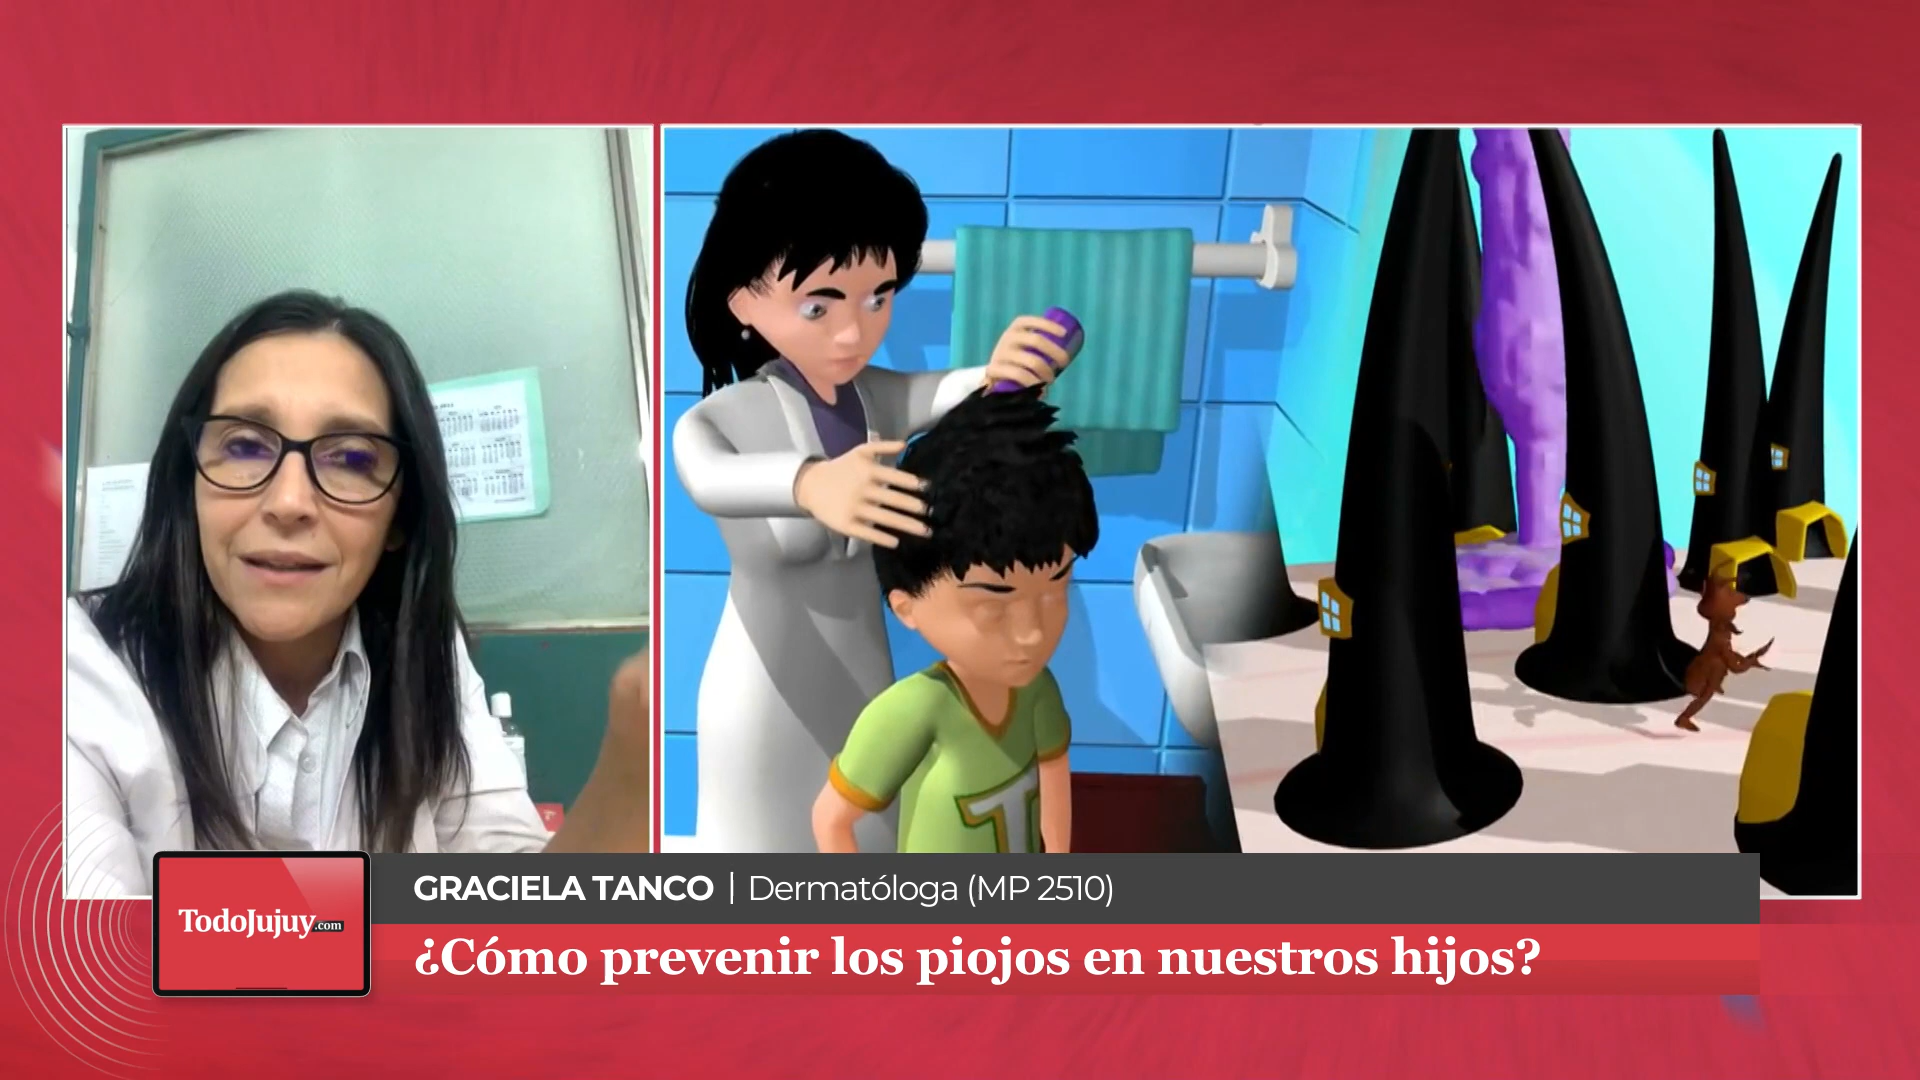 GRACIELA TANCO | Dermatóloga (MP 2510)
TodoJujuy.com
¿Cómo prevenir los piojos en nuestros hijos?
T